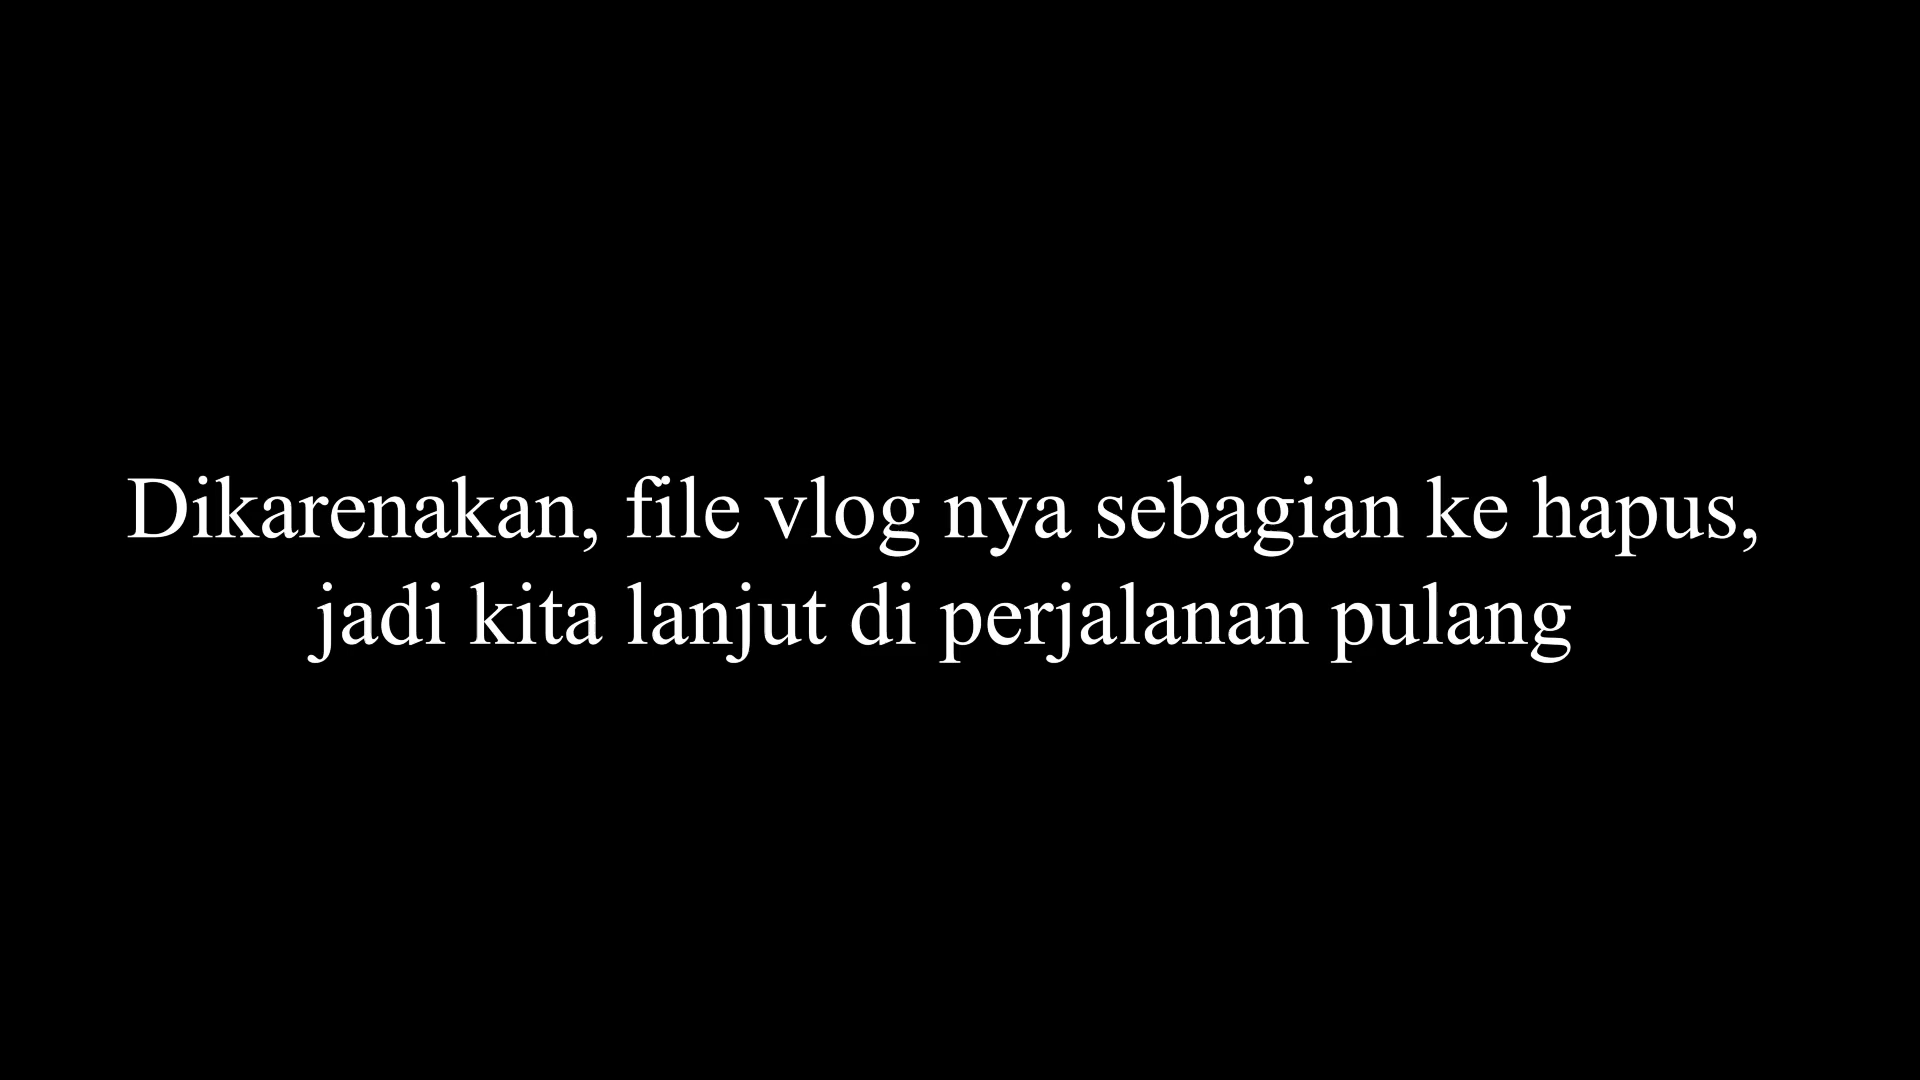 Dikarenakan, file vlog nya sebagian ke hapus,
jadi kita lanjut di perjalanan pulang